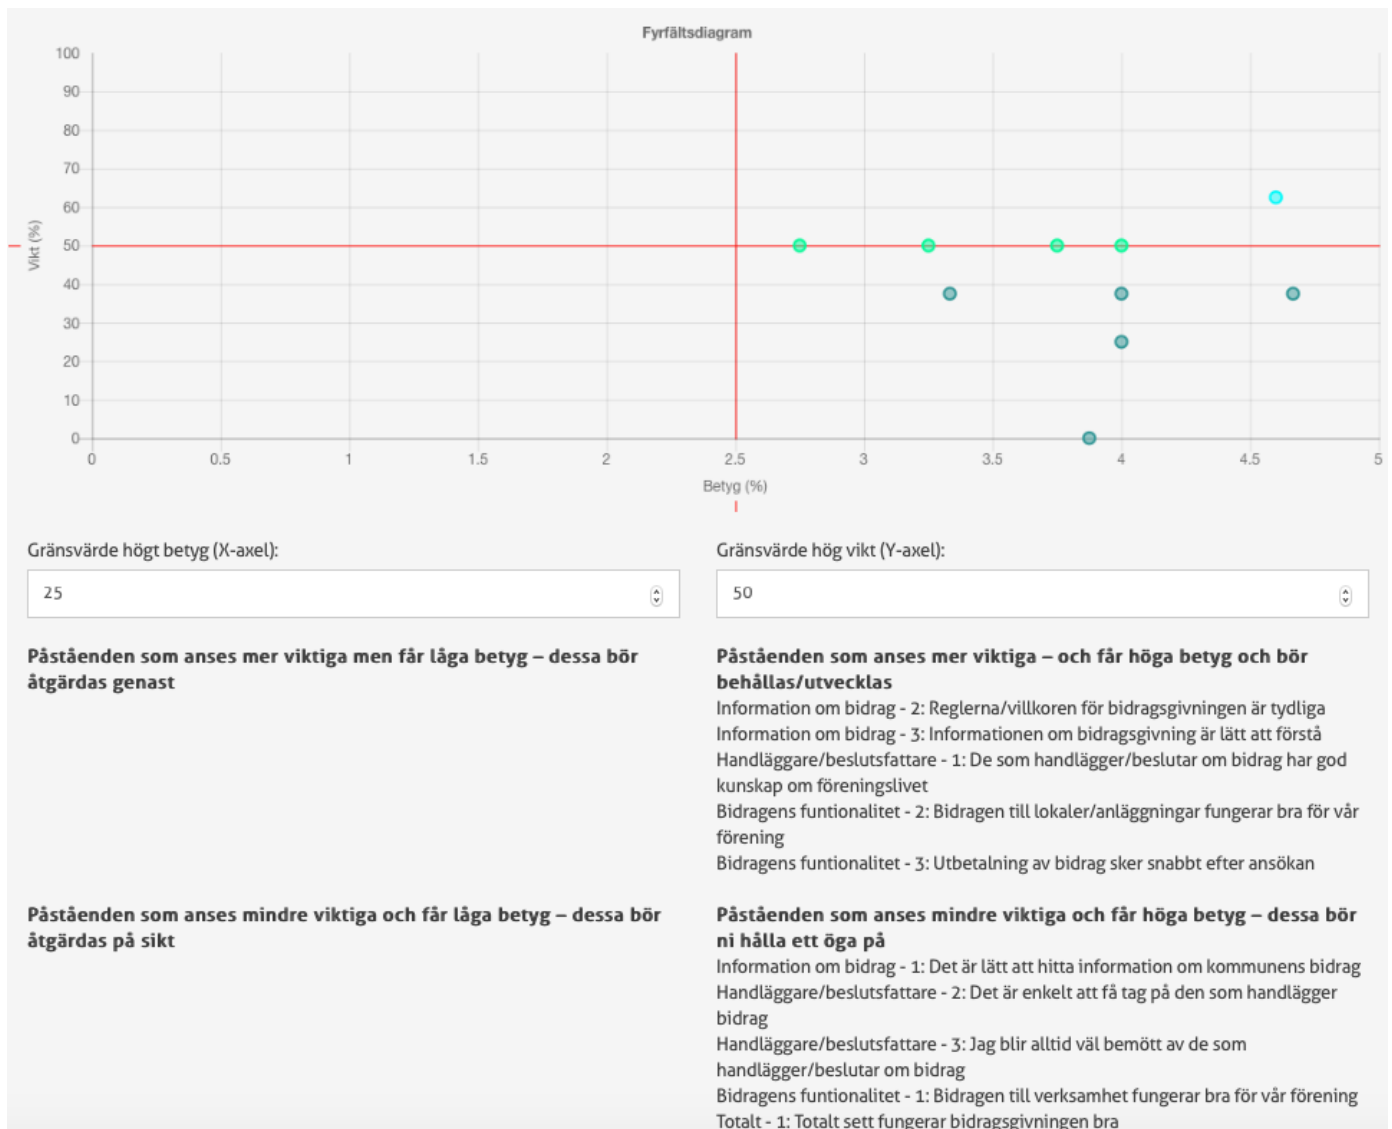 Fyrfältsdiagram
100
90
80
70
60
50
40
30
20
10
0
Vikt (%)
0 0.5 1 1.5 2 2.5 3 3.5 4 4.5 5
Betyg (%)
Gränsvärde högt betyg (X-axel):
25
Gränsvärde hög vikt (Y-axel):
50
Påståenden som anses mer viktiga men får låga betyg – dessa bör
åtgärdas genast
Påståenden som anses mer viktiga – och får höga betyg och bör
behållas/utvecklas
Information om bidrag - 2: Reglerna/villkoren för bidragsgivningen är tydliga
Information om bidrag - 3: Informationen om bidragsgivning är lätt att förstå
Handläggare/beslutsfattare - 1: De som handlägger/beslutar om bidrag har god
kunskap om föreningslivet
Bidragens funtionalitet - 2: Bidragen till lokaler/anläggningar fungerar bra för vår
förening
Bidragens funtionalitet - 3: Utbetalning av bidrag sker snabbt efter ansökan
Påståenden som anses mindre viktiga och får låga betyg – dessa bör
åtgärdas på sikt
Påståenden som anses mindre viktiga och får höga betyg – dessa bör
ni hålla ett öga på
Information om bidrag - 1: Det är lätt att hitta information om kommunens bidrag
Handläggare/beslutsfattare - 2: Det är enkelt att få tag på den som handlägger
bidrag
Handläggare/beslutsfattare - 3: Jag blir alltid väl bemött av de som
handlägger/beslutar om bidrag
Bidragens funtionalitet - 1: Bidragen till verksamhet fungerar bra för vår förening
Totalt - 1: Totalt sett fungerar bidragsgivningen bra